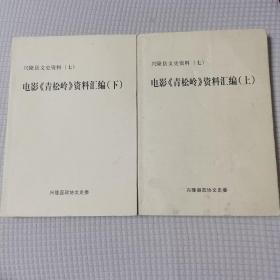 兴隆县文史资料（七）
电影《青松岭》资料汇编（下）
兴隆县政协文史委
兴隆县文史资料（七）
电影《青松岭》资料汇编（上）
兴隆县政协文史委